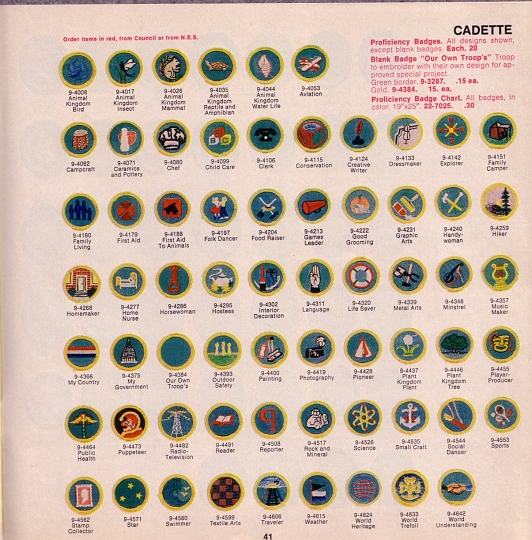 Order items in red, from Council or from N.E.S.
CADETTE
Proficiency Badges. All designs shown,
except blank badges. Each. 20
Blank Badge "Our Own Troop's" Troop
to embroider with their own design for ap-
proved special project.
Green border. 9-3287. .15 ea.
Gold. 9-4384. 15. ea.
Proficiency Badge Chart. All badges, in
color. 19"x25". 22-7025. .30
9-4008
Animal
Kingdom
Bird
9-4017
Animal
Kingdom
Insect
9-4026
Animal
Kingdom
Mammal
9-4035
Animal
Kingdom
Reptile and
Amphibian
9-4044
Animal
Kingdom
Water Life
9-4053
Aviation
9-4062
Campcraft
9-4071
Ceramics
and Pottery
9-4080
Chef
9-4099
Child Care
9-4106
Clerk
9-4115
Conservation
9-4124
Creative
Writer
9-4133
Dressmaker
9-4142
Explorer
9-4151
Family
Camper
9-4160
Family
Living
9-4179
First Aid
9-4188
First Aid
To Animals
9-4197
Folk Dancer
9-4204
Food Raiser
9-4213
Games
Leader
9-4222
Good
Grooming
9-4231
Graphic
Arts
9-4240
Handy-
woman
9-4259
Hiker
9-4268
Homemaker
9-4277
Home
Nurse
9-4286
Horsewoman
9-4295
Hostess
9-4302
Interior
Decoration
9-4311
Language
9-4320
Life Saver
9-4339
Metal Arts
9-4348
Minstrel
9-4357
Music
Maker
9-4366
My Country
9-4375
My
Government
9-4384
Our Own
Troop's
9-4393
Outdoor
Safety
9-4400
Painting
9-4419
Photography
9-4428
Pioneer
9-4437
Plant
Kingdom
Plant
9-4446
Plant
Kingdom
Tree
9-4455
Player-
Producer
9-4464
Public
Health
9-4473
Puppeteer
9-4482
Radio-
Television
9-4491
Reader
9-4508
Reporter
9-4517
Rock and
Mineral
9-4526
Science
9-4535
Small Craft
9-4544
Social
Dancer
9-4553
Sports
9-4562
Stamp
Collector
9-4571
Star
9-4580
Swimmer
9-4599
Textile Arts
9-4606
Traveler
9-4615
Weather
9-4624
World
Heritage
9-4633
World
Trefoil
9-4642
World
Understanding
41